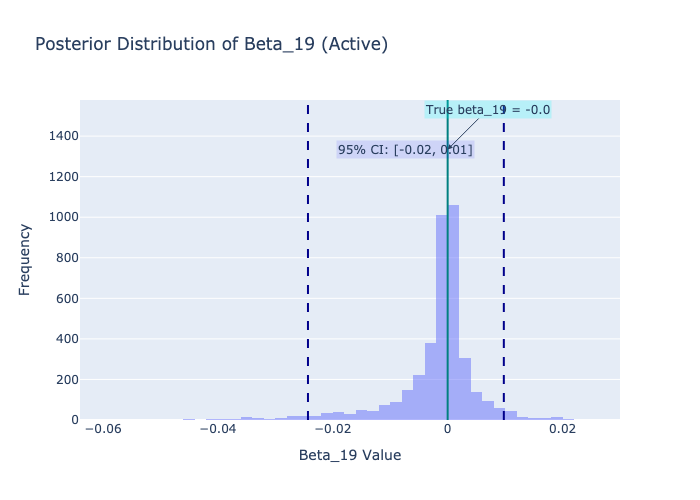 Posterior Distribution of Beta_19 (Active)
True beta_19 = -0.0
95% CI: [-0.02, 0.01]
1400
1200
1000
800
600
400
200
0
Frequency
−0.06
−0.04
−0.02
0
0.02
Beta_19 Value